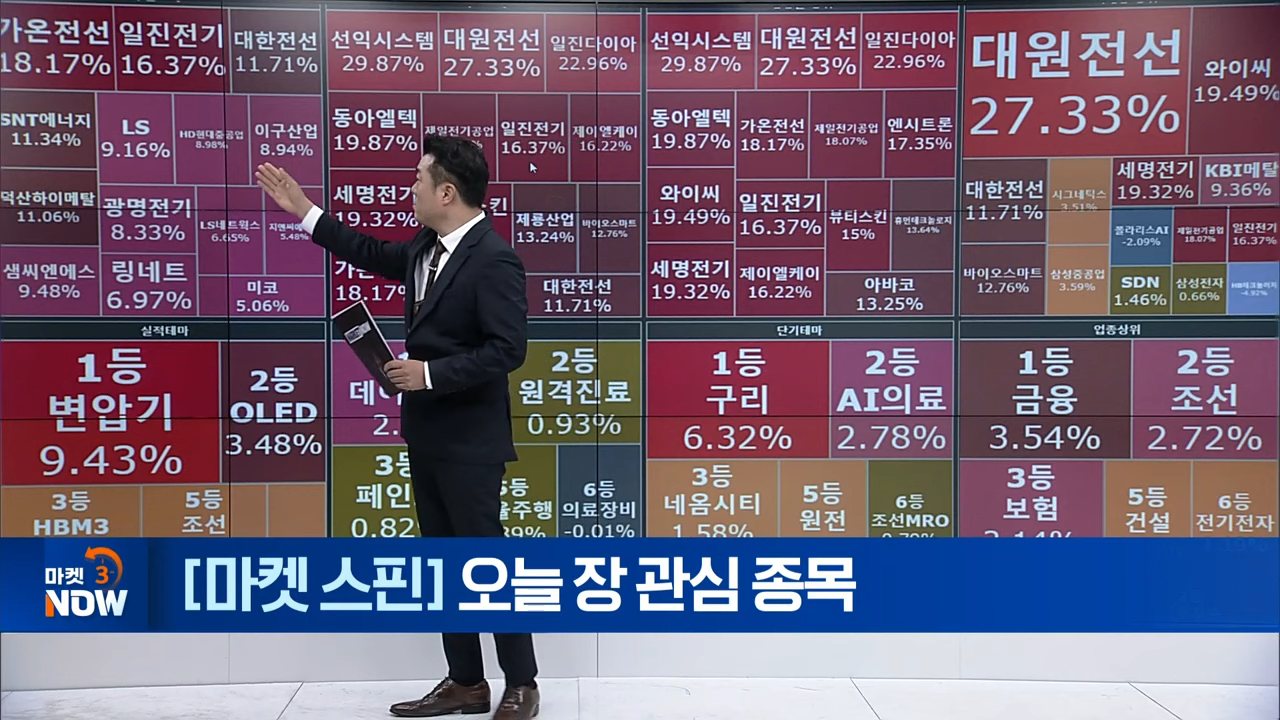 가온전선
18.17%
일진전기
16.37%
대한전선
11.71%
SNT에너지
11.34%
LS
9.16%
HD현대중공업
8.98%
이구산업
8.94%
덕산하이메탈
11.06%
광명전기
8.33%
LS네트웍스
6.65%
5.48%
샘씨엔에스
9.48%
링네트
6.97%
미코
5.06%
선익시스템
29.87%
대원전선
27.33%
일진다이아
22.96%
동아엘텍
19.87%
제일전기공업
일진전기
16.37%
제이엘케이
16.22%
세명전기
19.32%
제룡산업
13.24%
바이오스마트
12.76%
18.17%
대한전선
11.71%
선익시스템
29.87%
대원전선
27.33%
일진다이아
22.96%
동아엘텍
19.87%
가온전선
18.17%
제일전기공업
18.07%
엔시트론
17.35%
와이씨
19.49%
일진전기
16.37%
뷰티스킨
15%
휴먼테크놀로지
13.64%
세명전기
19.32%
제이엘케이
16.22%
아바코
13.25%
대원전선
27.33%
와이씨
19.49%
대한전선
11.71%
시그네틱스
3.51%
세명전기
19.32%
KBI메탈
9.36%
폴라리스AI
-2.09%
제일전기공업
18.07%
일진전기
16.37%
바이오스마트
12.76%
삼성중공업
3.59%
SDN
1.46%
삼성전자
0.66%
HB테크놀러지
-4.92%
실적테마
단기테마
업종상위
1등
변압기
9.43%
2등
OLED
3.48%
3등
HBM3
5등
조선
2등
원격진료
0.93%
3등
페인
0.82
6등
의료장비
-0.01%
1등
구리
6.32%
2등
AI의료
2.78%
3등
네옴시티
1.58%
5등
원전
6등
조선MRO
1등
금융
3.54%
2등
조선
2.72%
3등
보험
5등
건설
6등
전기전자
마켓 3
NOW
[마켓 스핀] 오늘 장 관심 종목